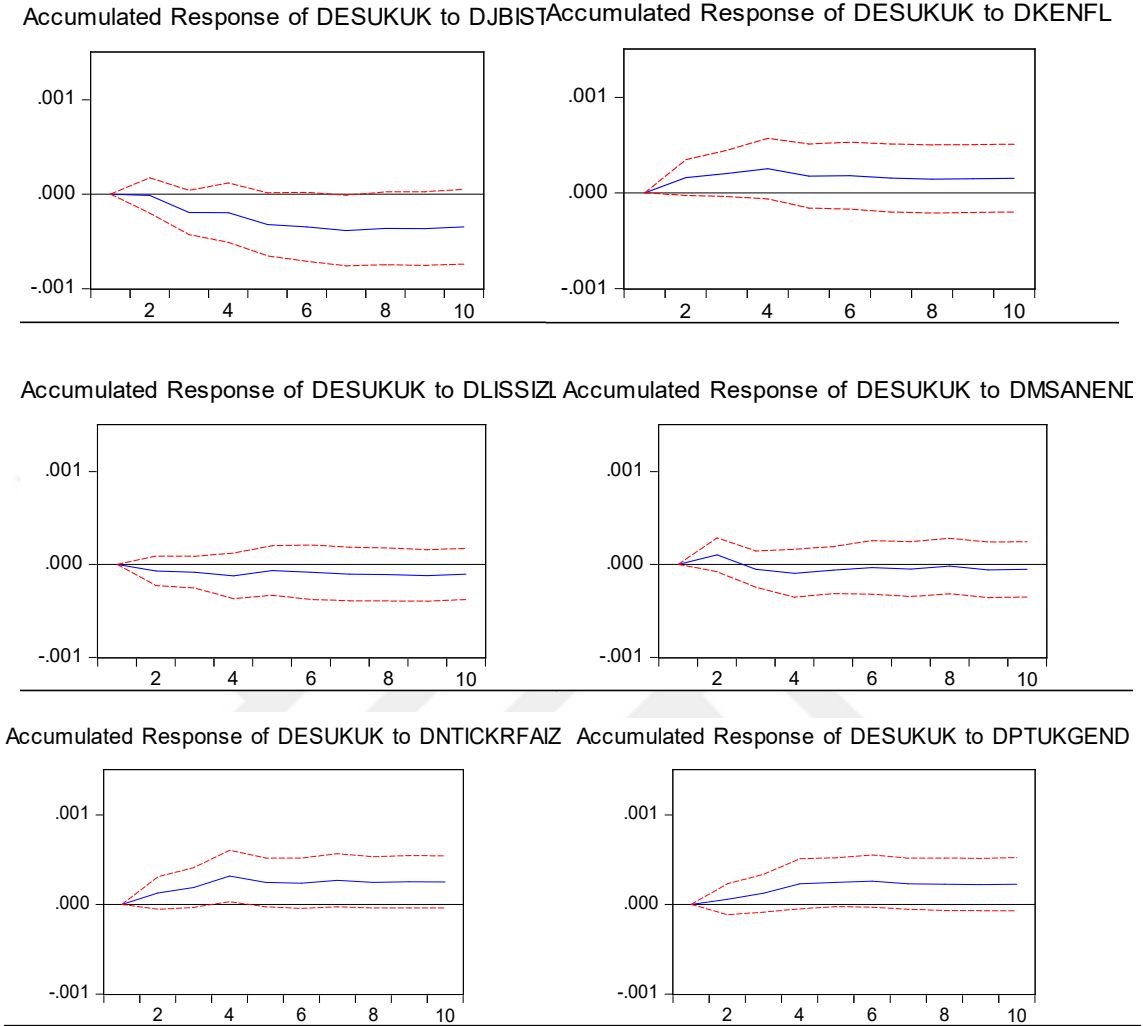 Accumulated Response of DESUKUK to DJBIST
Accumulated Response of DESUKUK to DKENFL
.001
.000
-.001
2 4 6 8 10
.001
.000
-.001
2 4 6 8 10
Accumulated Response of DESUKUK to DLISSIZL
Accumulated Response of DESUKUK to DMSANEND
.001
.000
-.001
2 4 6 8 10
.001
.000
-.001
2 4 6 8 10
Accumulated Response of DESUKUK to DNTICKRFAIZ
Accumulated Response of DESUKUK to DPTUKGEND
.001
.000
-.001
2 4 6 8 10
.001
.000
-.001
2 4 6 8 10